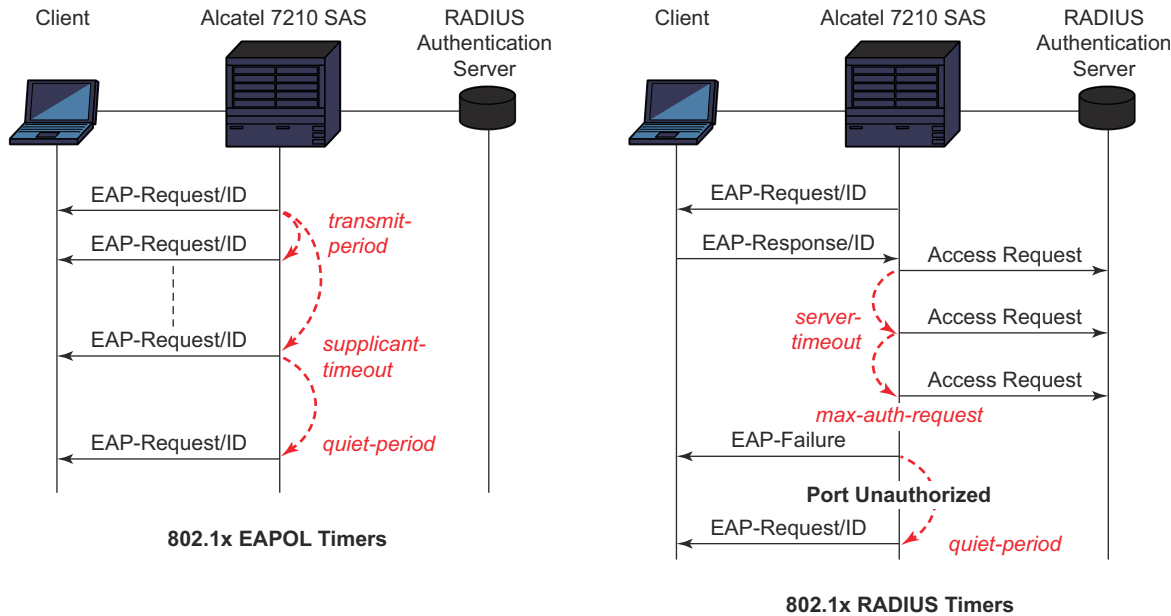 Client
Alcatel 7210 SAS
RADIUS
Authentication
Server
EAP-Request/ID
transmit-
period
EAP-Request/ID
EAP-Request/ID
supplicant-
timeout
EAP-Request/ID
quiet-period
802.1x EAPOL Timers
Client
Alcatel 7210 SAS
RADIUS
Authentication
Server
EAP-Request/ID
EAP-Response/ID
Access Request
server-
timeout
Access Request
Access Request
max-auth-request
EAP-Failure
Port Unauthorized
EAP-Request/ID
quiet-period
802.1x RADIUS Timers